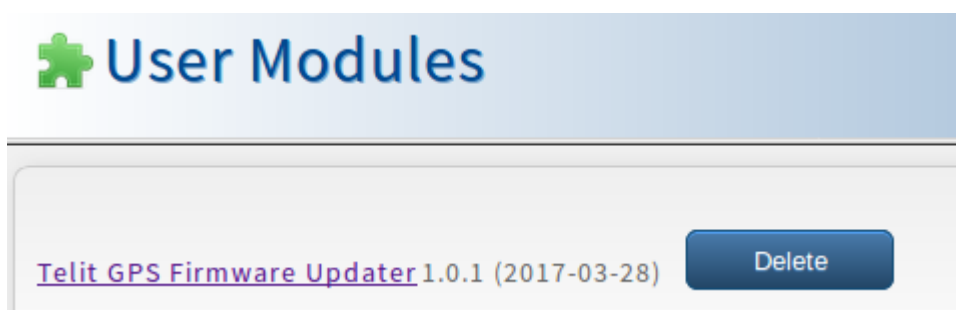 User Modules
Telit GPS Firmware Updater 1.0.1 (2017-03-28) Delete